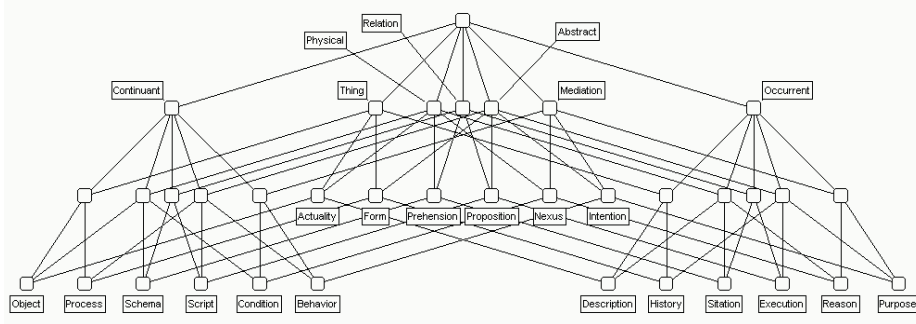 Relation
Abstract
Physical
Continuant
Thing
Mediation
Occurrent
Actuality
Form
Prehension
Proposition
Nexus
Intention
Object
Process
Schema
Script
Condition
Behavior
Description
History
Sitation
Execution
Reason
Purpose